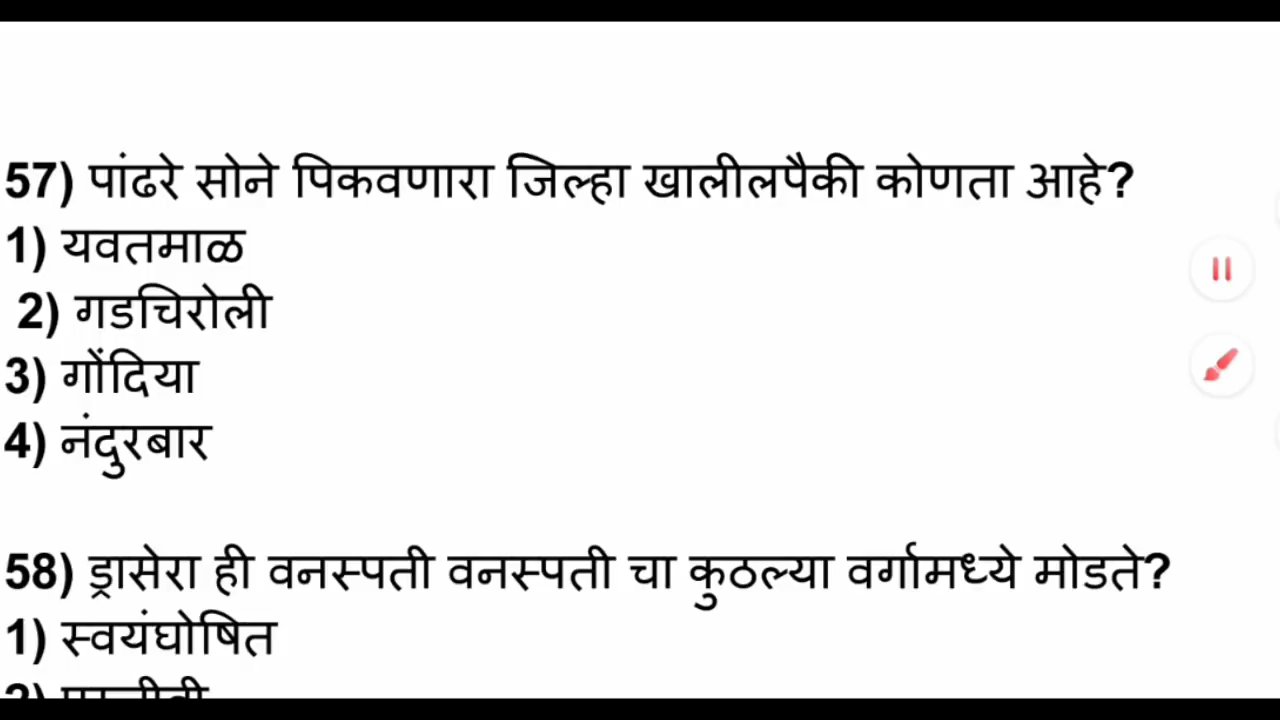 57) पांढरे सोने पिकवणारा जिल्हा खालीलपैकी कोणता आहे?
1) यवतमाळ
2) गडचिरोली
3) गोंदिया
4) नंदुरबार
58) ड्रासेरा ही वनस्पती वनस्पती चा कुठल्या वर्गामध्ये मोडते?
1) स्वयंघोषित